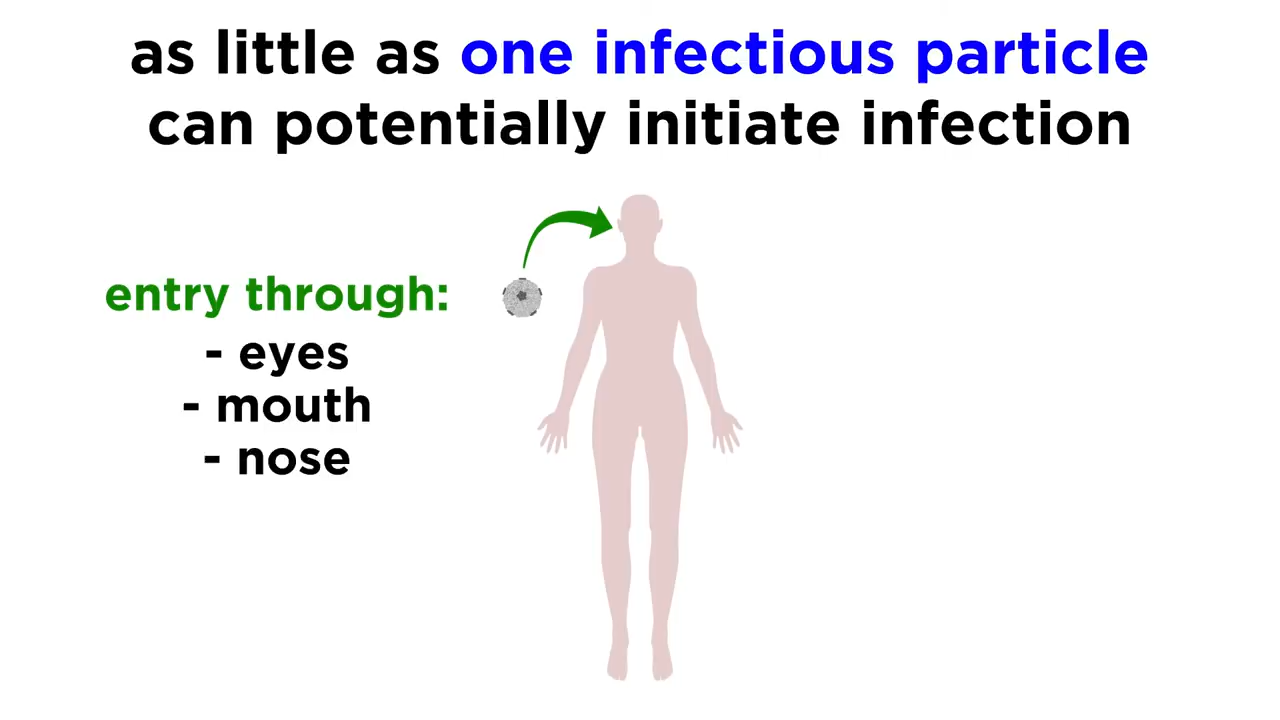 as little as one infectious particle
can potentially initiate infection
entry through:
- eyes
- mouth
- nose